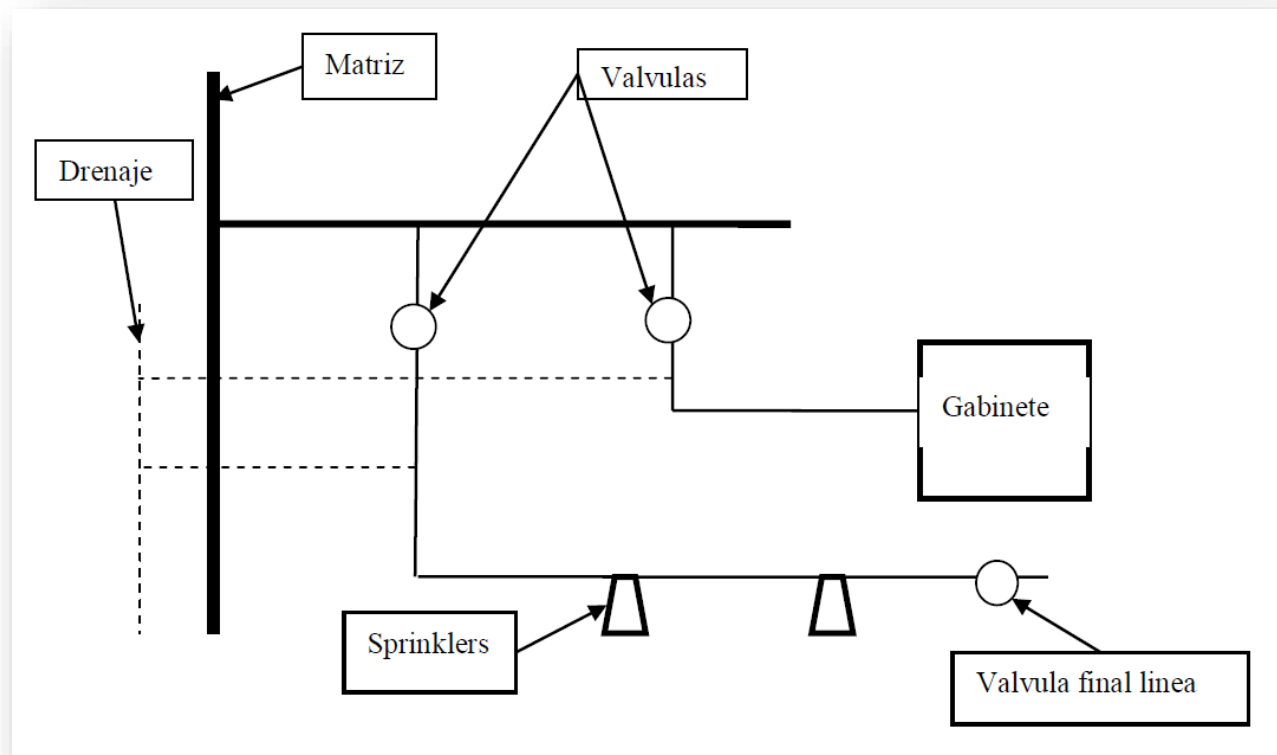 Matriz
Valvulas
Drenaje
Gabinete
Sprinklers
Valvula final linea